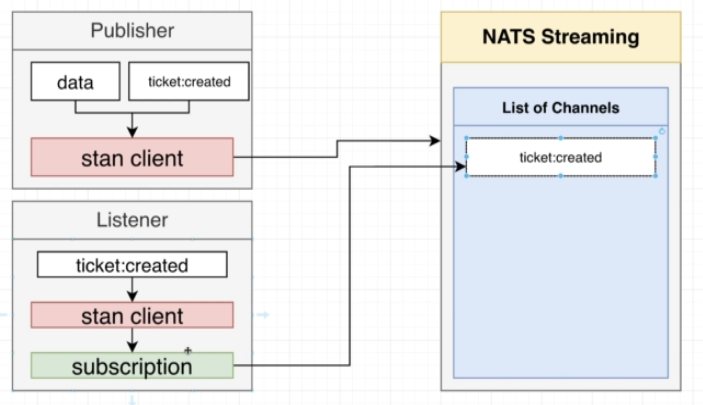 Publisher
data
ticket:created
stan client
Listener
ticket:created
stan client
subscription
NATS Streaming
List of Channels
ticket:created